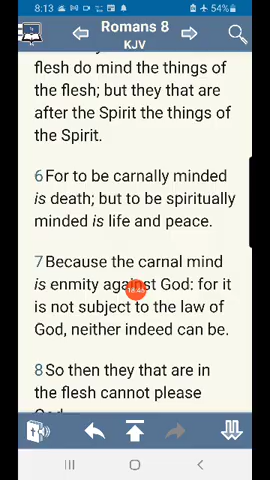 8:13 54%
Romans 8
KJV
flesh do mind the things of
the flesh; but they that are
after the Spirit the things of
the Spirit.
6 For to be carnally minded
is death; but to be spiritually
minded is life and peace.
7 Because the carnal mind
is enmity against God: for it
is not subject to the law of
God, neither indeed can be.
8 So then they that are in
the flesh cannot please